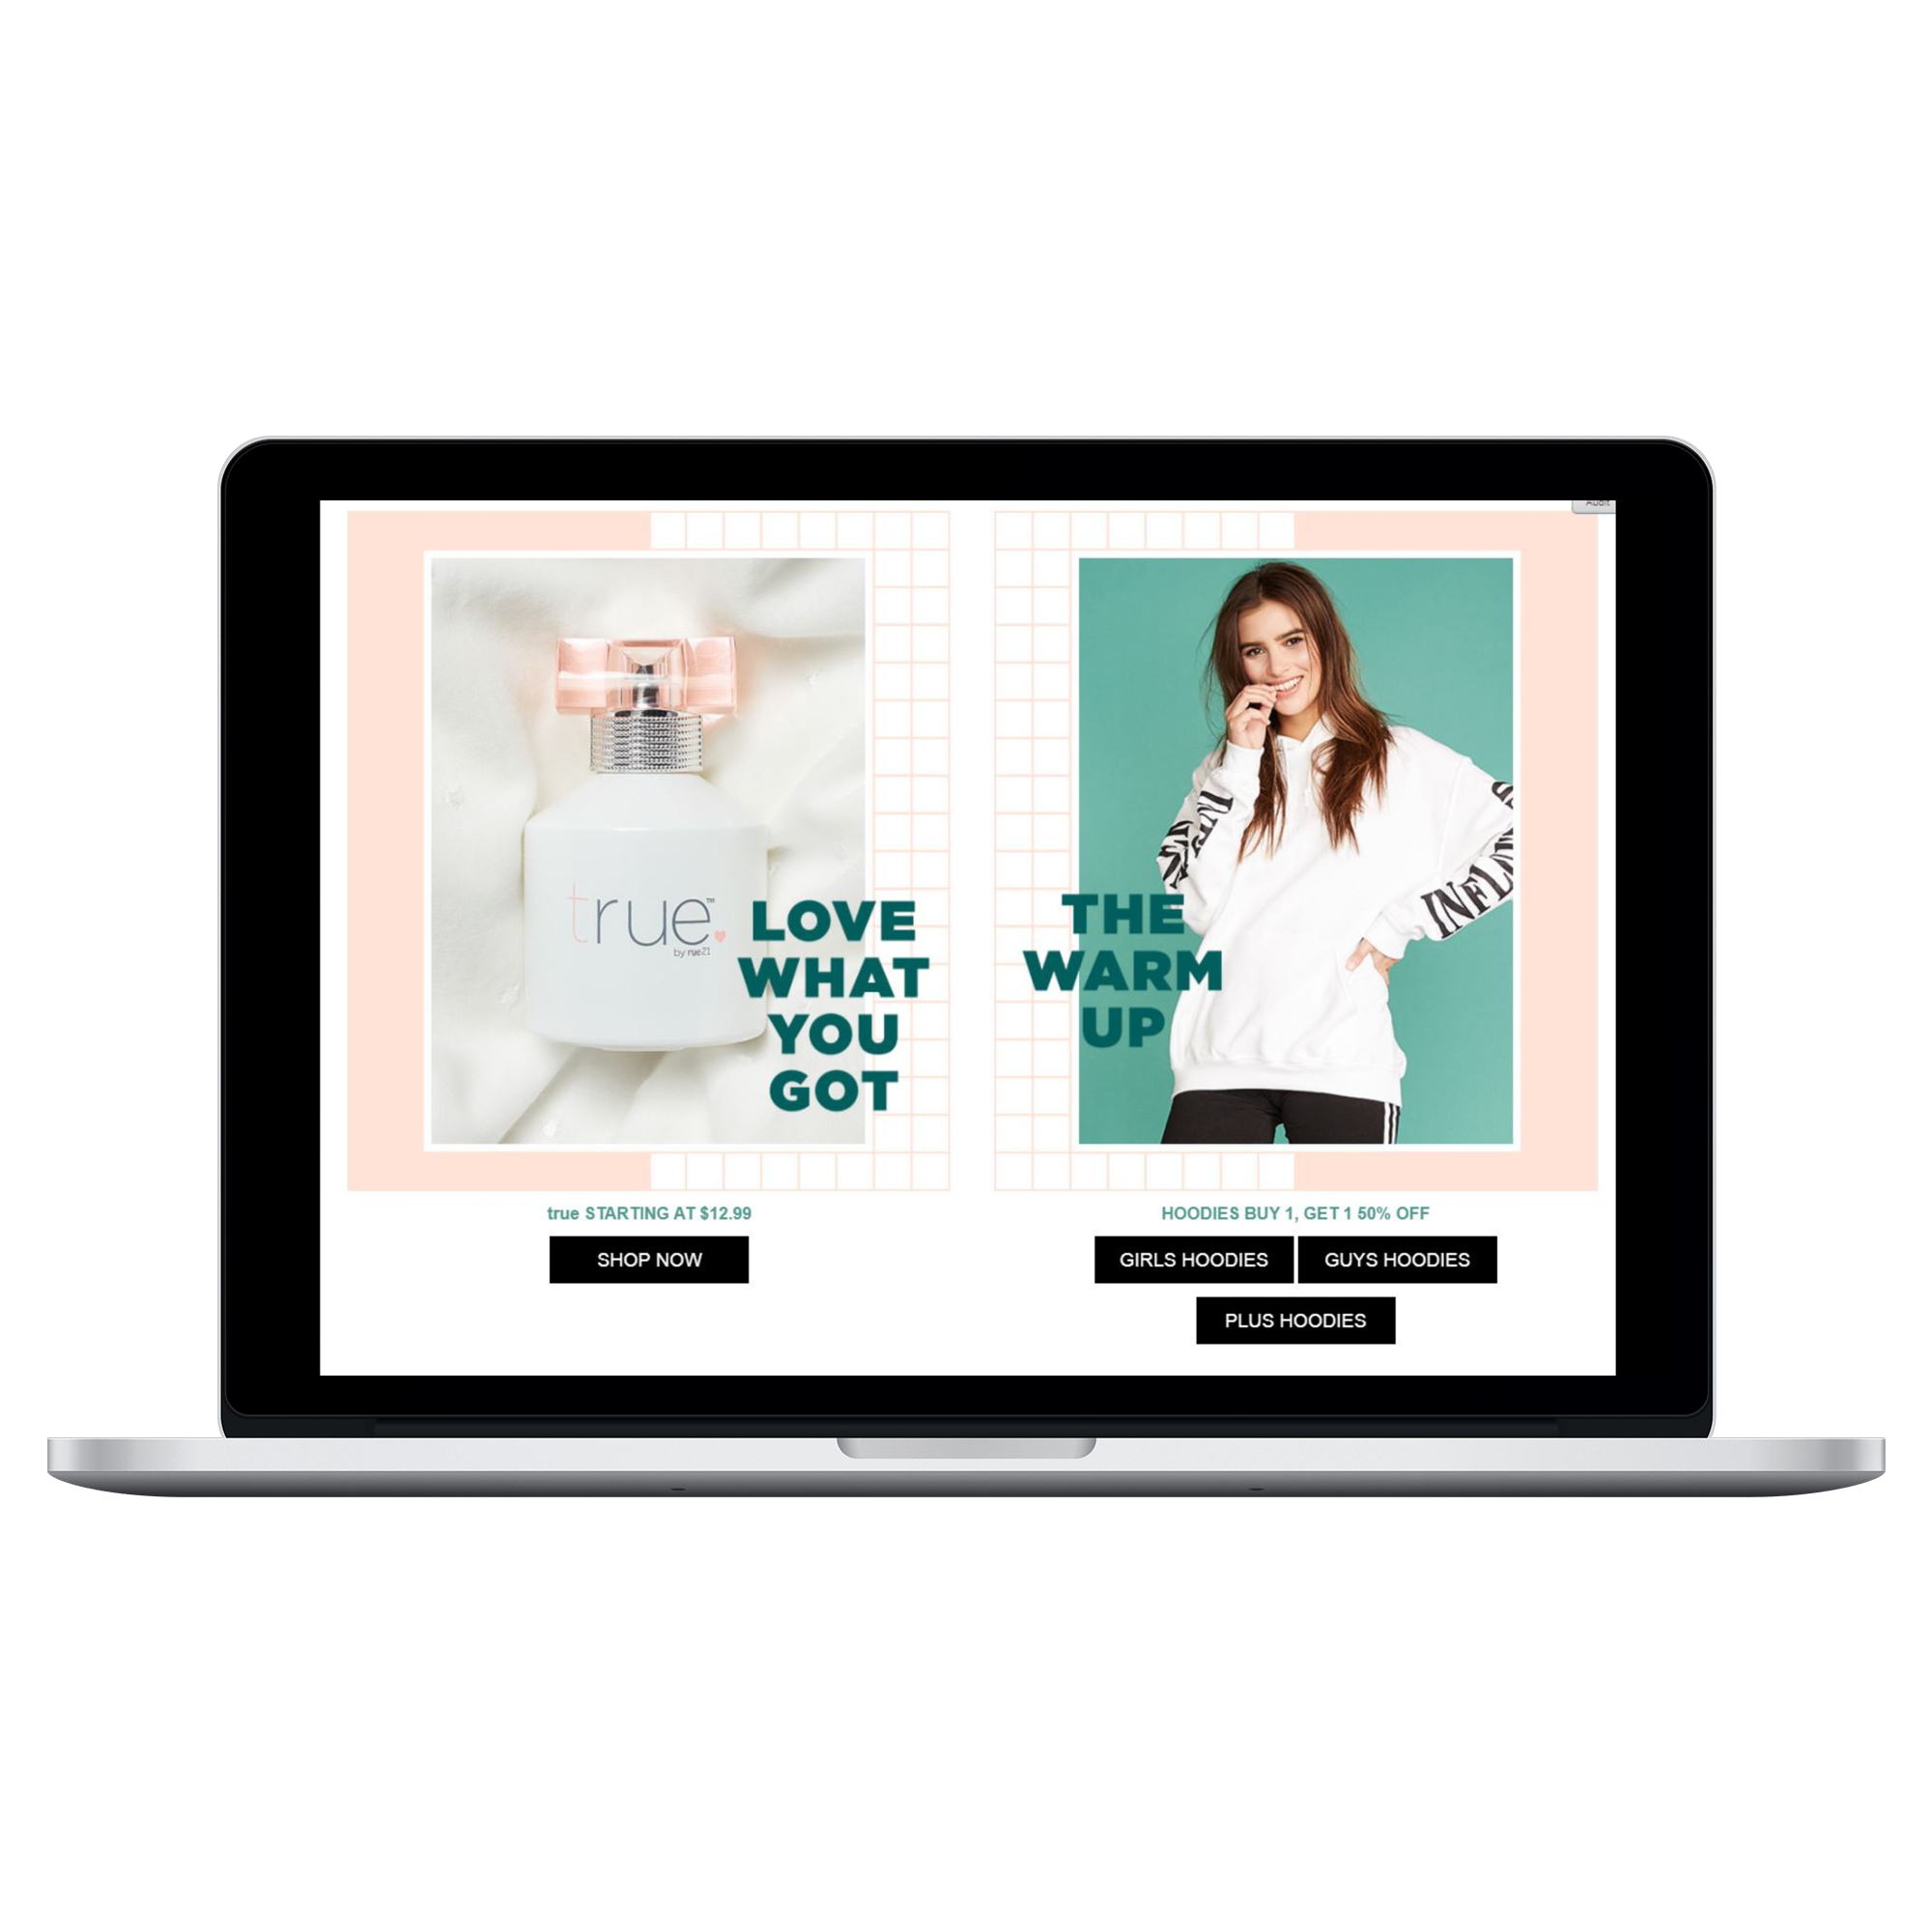 true™
by rue21
LOVE
WHAT
YOU
GOT
true STARTING AT $12.99
SHOP NOW
THE
WARM
UP
HOODIES BUY 1, GET 1 50% OFF
GIRLS HOODIES
GUYS HOODIES
PLUS HOODIES